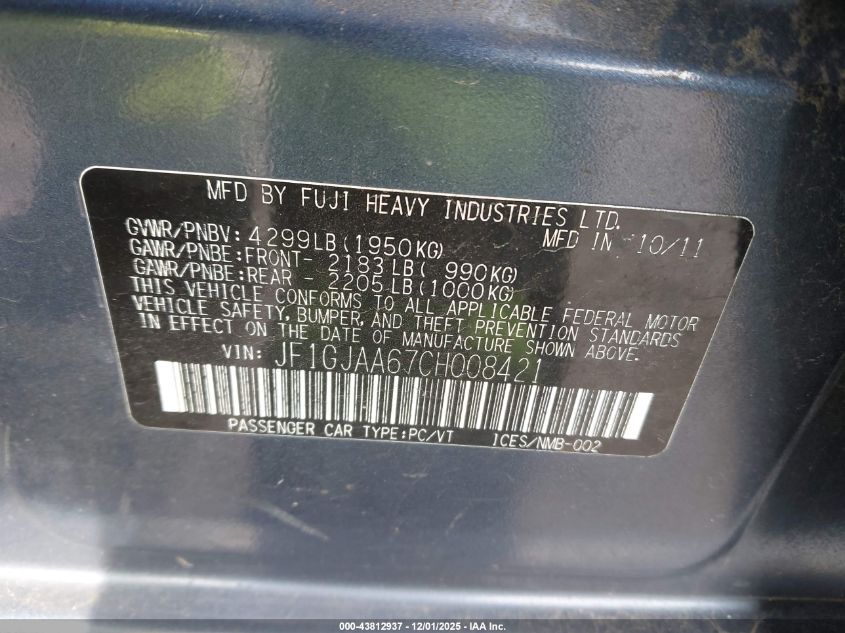 MFD BY FUJI HEAVY INDUSTRIES LTD.
GVWR/PNBV: 4299LB(1950KG) MFD IN 10/11
GAWR/PNBE:FRONT- 2183LB( 990KG)
GAWR/PNBE:REAR - 2205LB(1000KG)
THIS VEHICLE CONFORMS TO ALL APPLICABLE FEDERAL MOTOR
VEHICLE SAFETY, BUMPER, AND THEFT PREVENTION STANDARDS
IN EFFECT ON THE DATE OF MANUFACTURE SHOWN ABOVE.
VIN: JF1GJAA67CH008421
PASSENGER CAR TYPE:PC/VT ICES/NMB-002
000-43812937 - 12/01/2025 - IAA Inc.